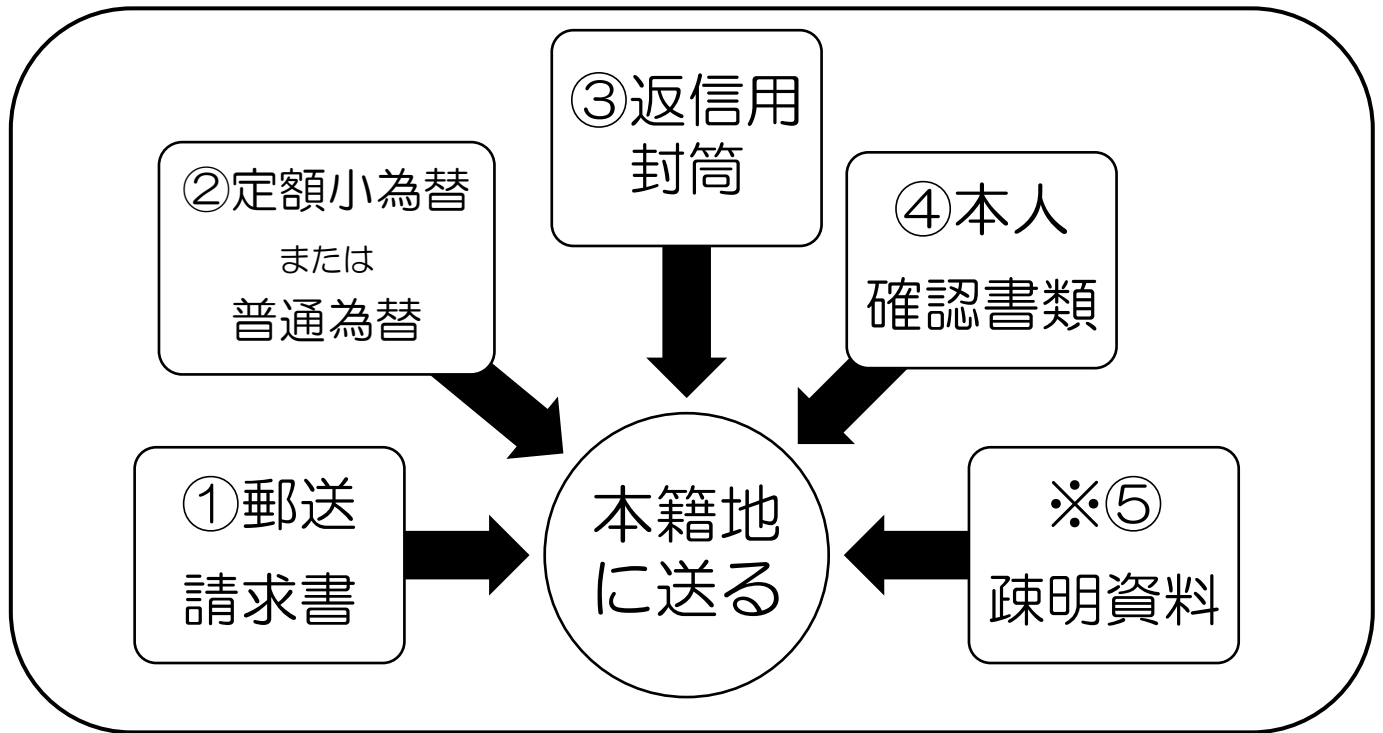 ③返信用
封筒
②定額小為替
または
普通為替
④本人
確認書類
①郵送
請求書
本籍地
に送る
※⑤
疎明資料